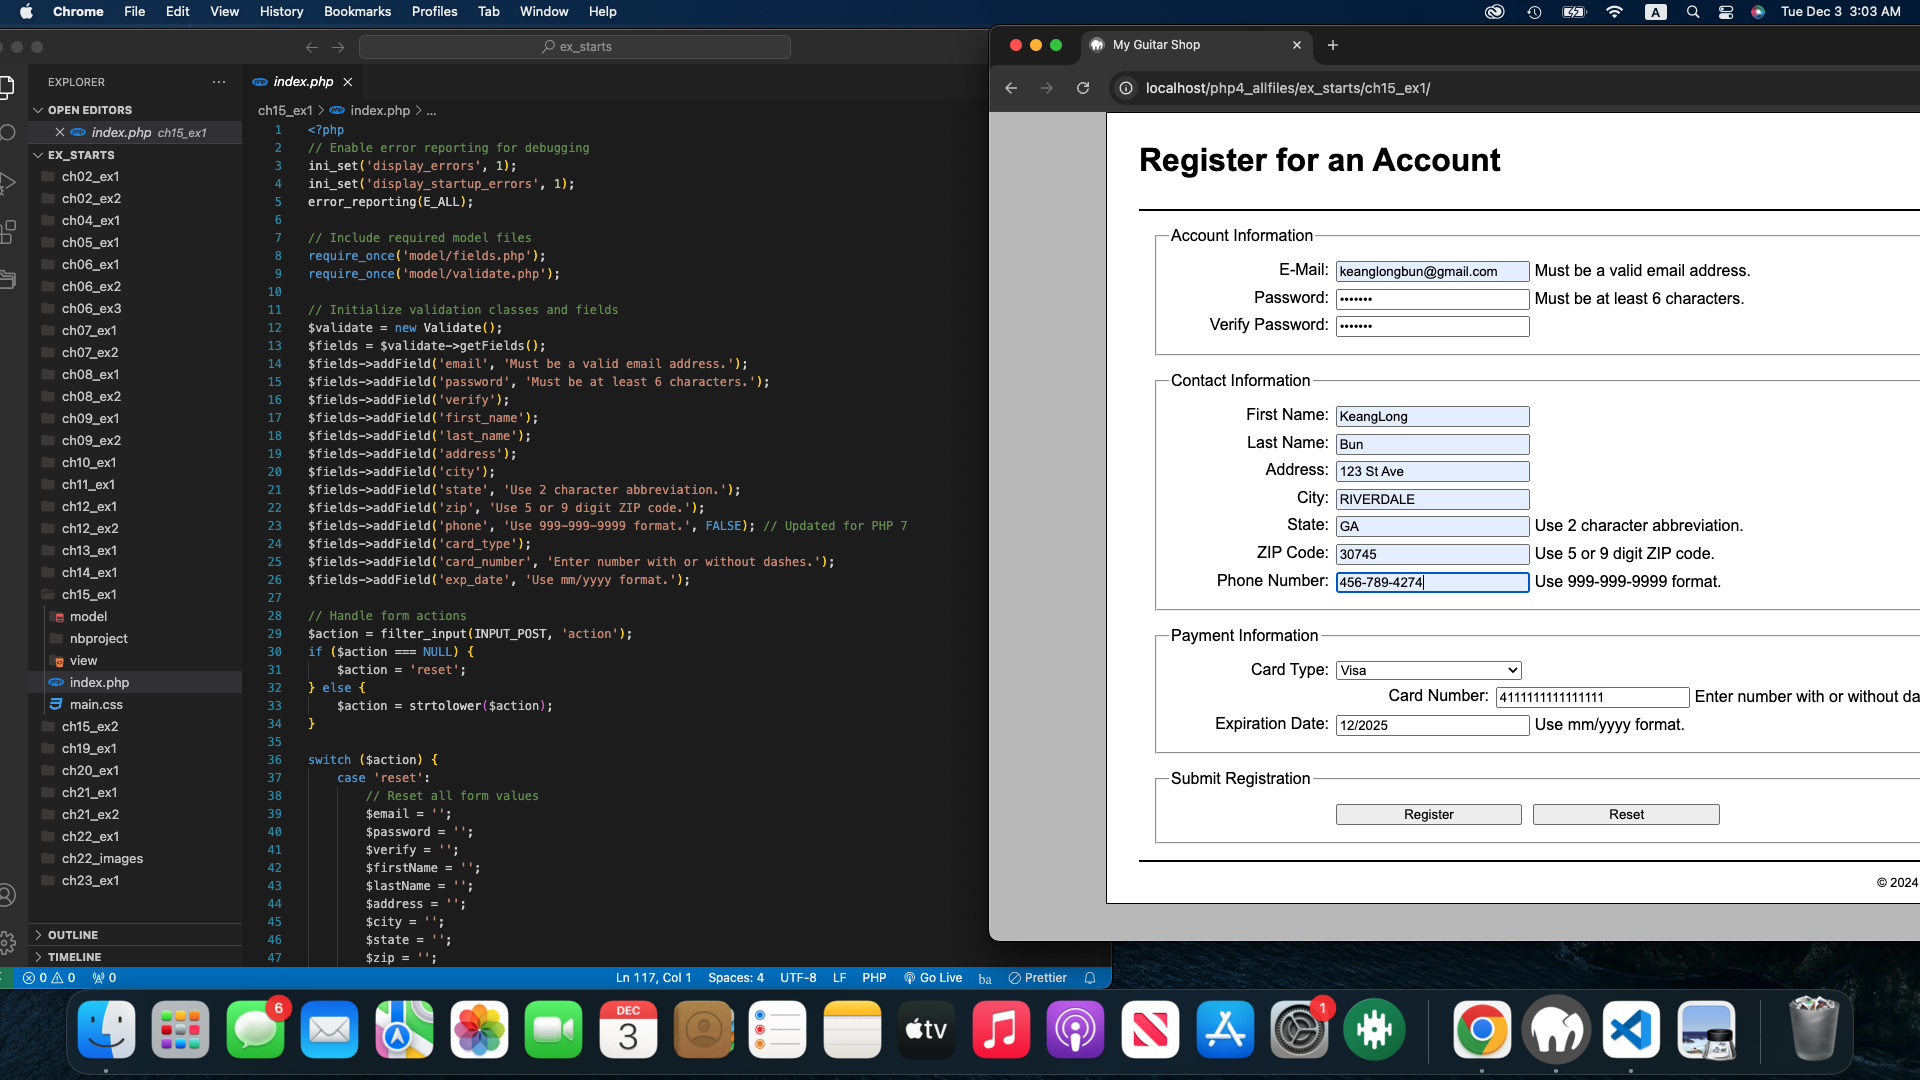 Chrome File Edit View History Bookmarks Profiles Tab Window Help A Tue Dec 3 3:03 AM
ex_starts
EXPLORER ...
OPEN EDITORS
index.php ch15_ex1
EX_STARTS
ch02_ex1
ch02_ex2
ch04_ex1
ch05_ex1
ch06_ex1
ch06_ex2
ch06_ex3
ch07_ex1
ch07_ex2
ch08_ex1
ch08_ex2
ch09_ex1
ch09_ex2
ch10_ex1
ch11_ex1
ch12_ex1
ch12_ex2
ch13_ex1
ch14_ex1
ch15_ex1
model
nbproject
view
php index.php
main.css
ch15_ex2
ch19_ex1
ch20_ex1
ch21_ex1
ch21_ex2
ch22_ex1
ch22_images
ch23_ex1
OUTLINE
TIMELINE
index.php
ch15_ex1 > index.php > ...
1 <?php
2 // Enable error reporting for debugging
3 ini_set('display_errors', 1);
4 ini_set('display_startup_errors', 1);
5 error_reporting(E_ALL);
6
7 // Include required model files
8 require_once('model/fields.php');
9 require_once('model/validate.php');
10
11 // Initialize validation classes and fields
12 $validate = new Validate();
13 $fields = $validate->getFields();
14 $fields->addField('email', 'Must be a valid email address.');
15 $fields->addField('password', 'Must be at least 6 characters.');
16 $fields->addField('verify');
17 $fields->addField('first_name');
18 $fields->addField('last_name');
19 $fields->addField('address');
20 $fields->addField('city');
21 $fields->addField('state', 'Use 2 character abbreviation.');
22 $fields->addField('zip', 'Use 5 or 9 digit ZIP code.');
23 $fields->addField('phone', 'Use 999-999-9999 format.', FALSE); // Updated for PHP 7
24 $fields->addField('card_type');
25 $fields->addField('card_number', 'Enter number with or without dashes.');
26 $fields->addField('exp_date', 'Use mm/yyyy format.');
27
28 // Handle form actions
29 $action = filter_input(INPUT_POST, 'action');
30 if ($action === NULL) {
31 $action = 'reset';
32 } else {
33 $action = strtolower($action);
34 }
35
36 switch ($action) {
37 case 'reset':
38 // Reset all form values
39 $email = '';
40 $password = '';
41 $verify = '';
42 $firstName = '';
43 $lastName = '';
44 $address = '';
45 $city = '';
46 $state = '';
47 $zip = '';
0 0 0 Ln 117, Col 1 Spaces: 4 UTF-8 LF PHP Go Live ba Prettier
My Guitar Shop
localhost/php4_allfiles/ex_starts/ch15_ex1/
Register for an Account
Account Information
E-Mail: keanglongbun@gmail.com Must be a valid email address.
Password: ••••••• Must be at least 6 characters.
Verify Password: •••••••
Contact Information
First Name: KeangLong
Last Name: Bun
Address: 123 St Ave
City: RIVERDALE
State: GA Use 2 character abbreviation.
ZIP Code: 30745 Use 5 or 9 digit ZIP code.
Phone Number: 456-789-4274 Use 999-999-9999 format.
Payment Information
Card Type: Visa
Card Number: 4111111111111111 Enter number with or without da
Expiration Date: 12/2025 Use mm/yyyy format.
Submit Registration
Register Reset
© 2024
6 DEC 3 tv 1